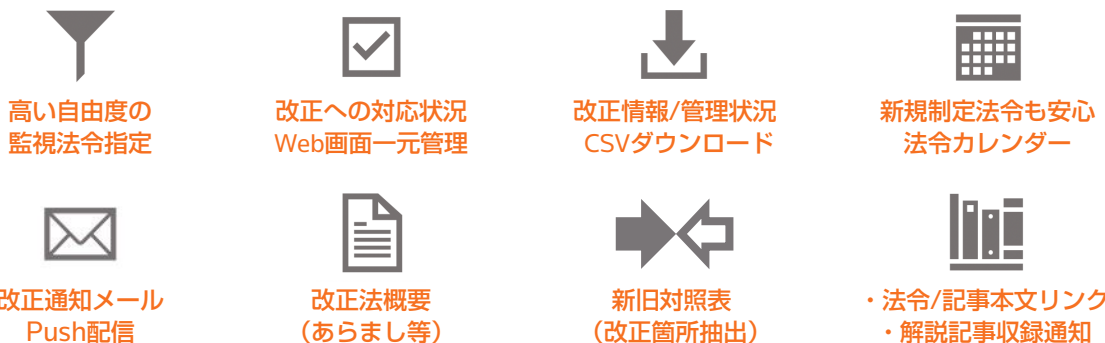 高い自由度の
監視法令指定
改正への対応状況
Web画面一元管理
改正情報/管理状況
CSVダウンロード
新規制定法令も安心
法令カレンダー
改正通知メール
Push配信
改正法概要
（あらまし等）
新旧対照表
（改正箇所抽出）
・法令/記事本文リンク
・解説記事収録通知